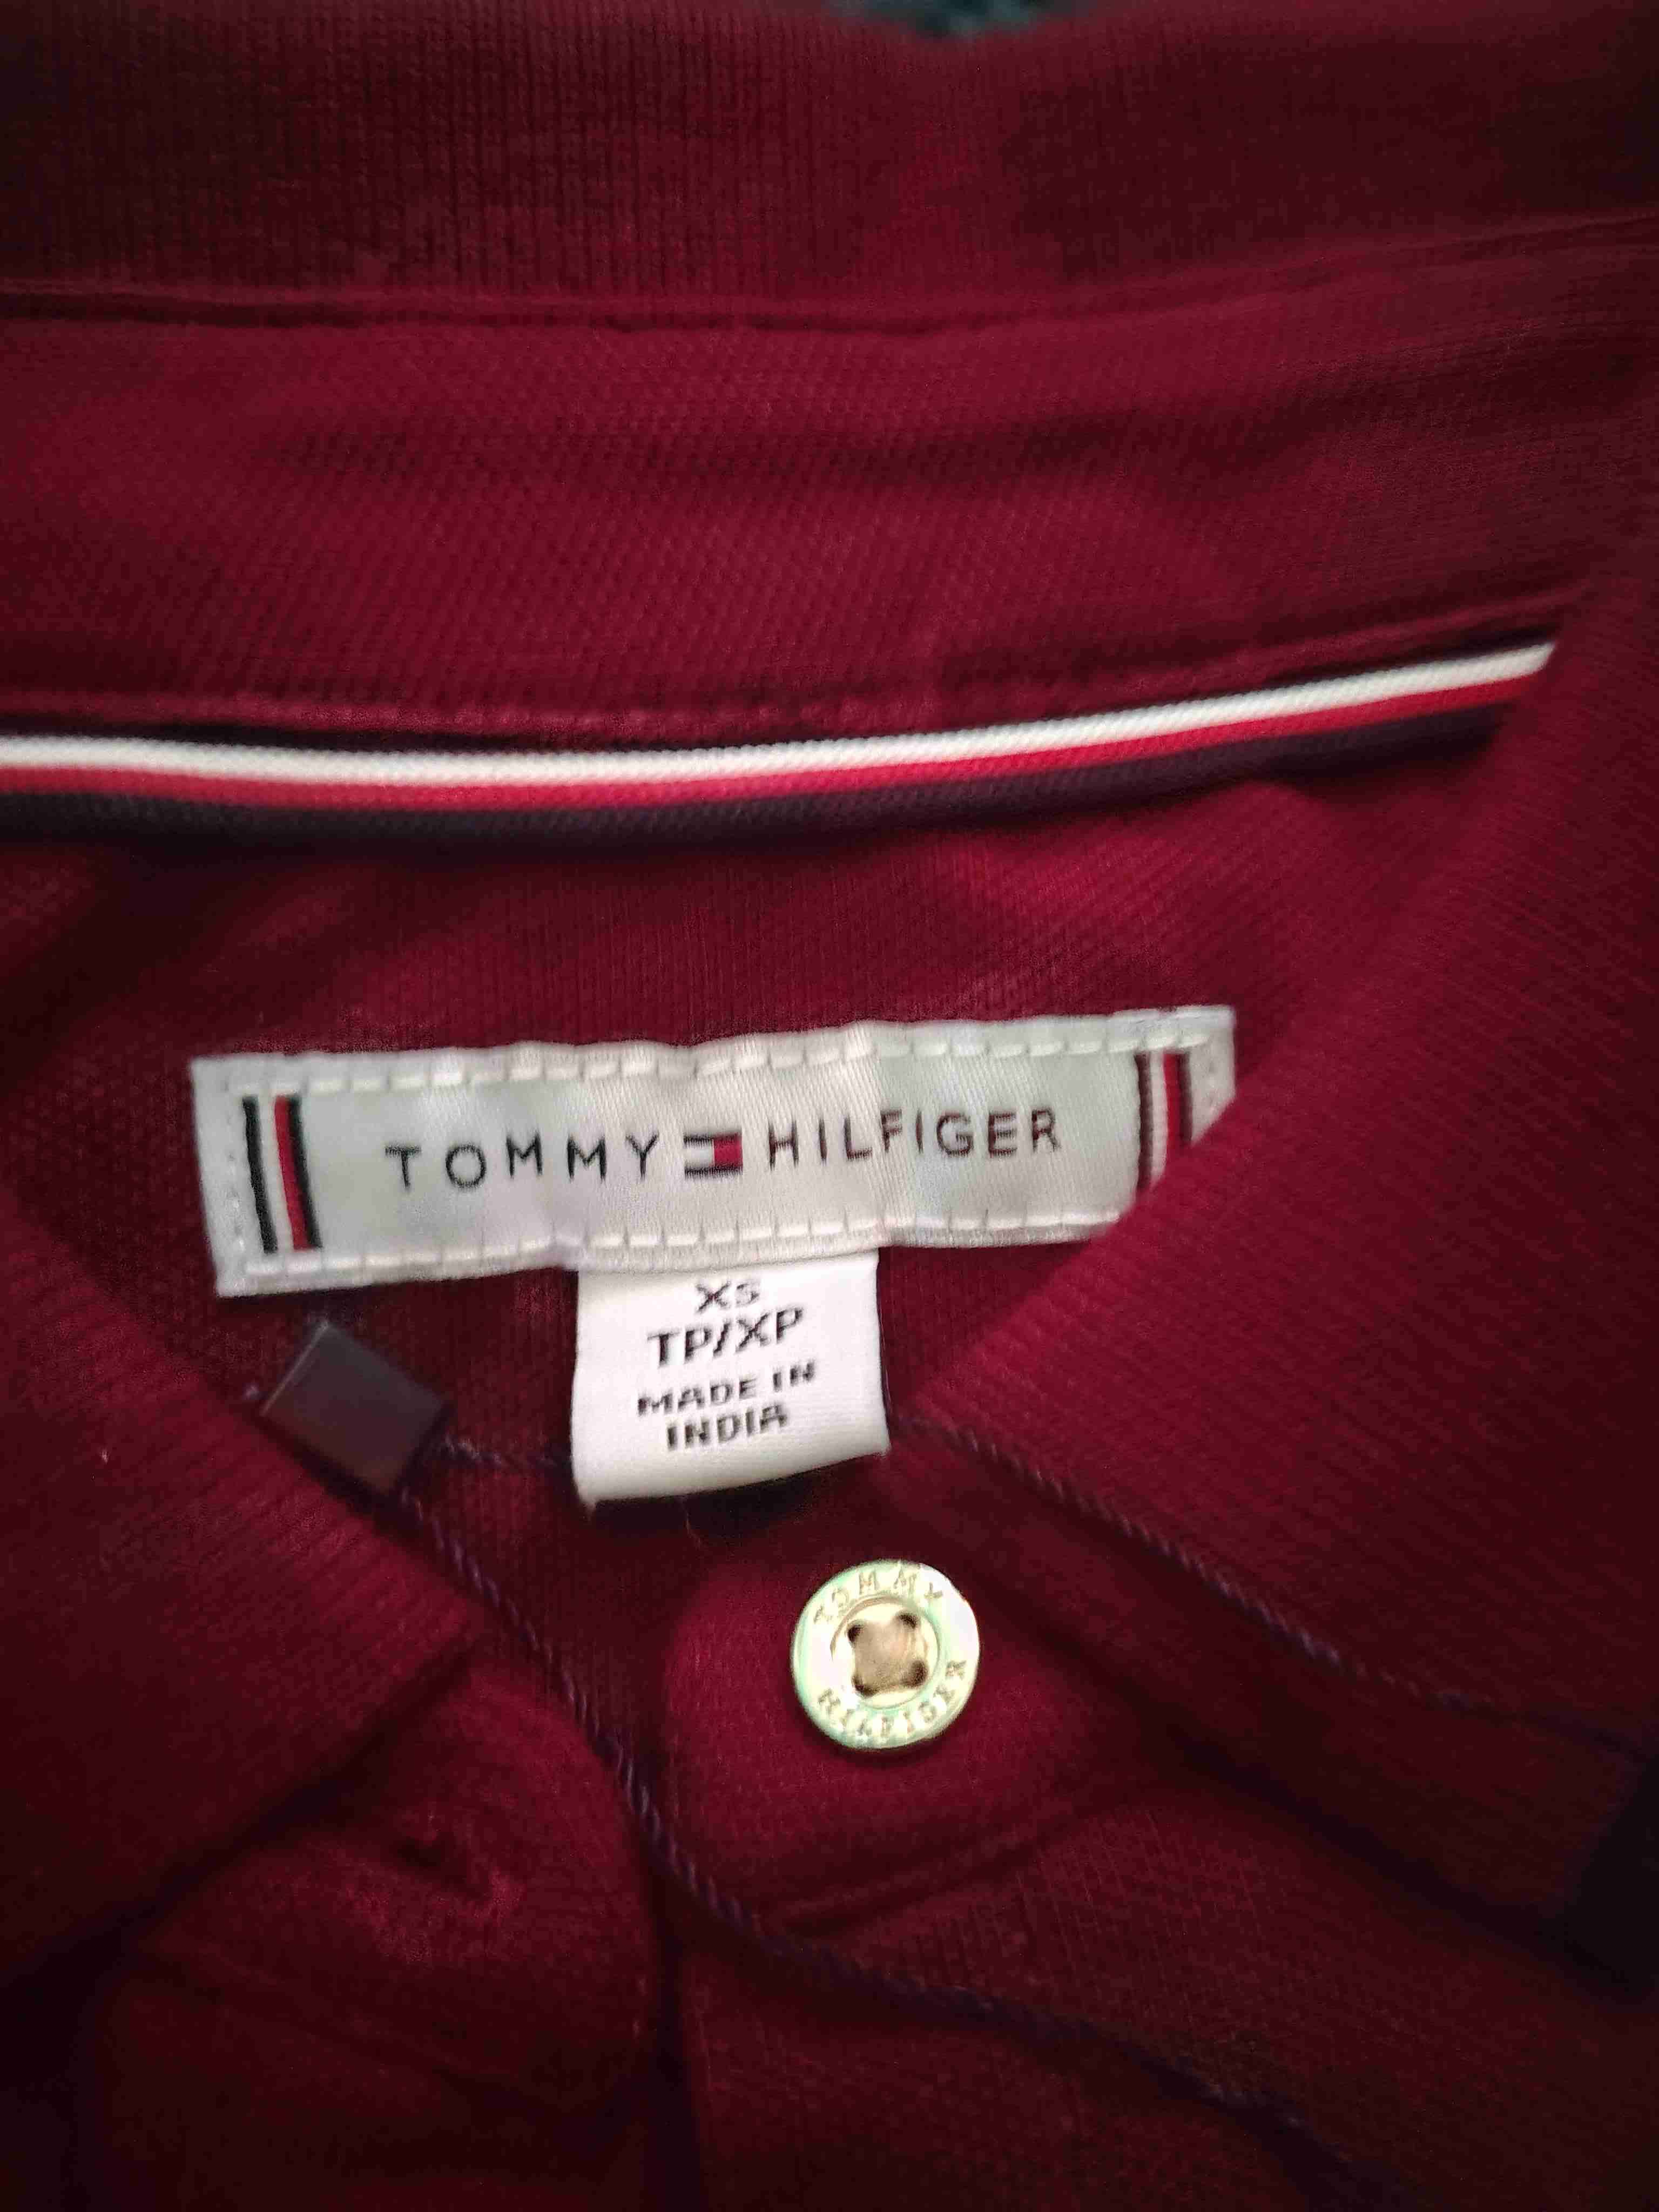 TOMMY HILFIGER
XS
TP/XP
MADE IN
INDIA
TOMMY
HILFIGER